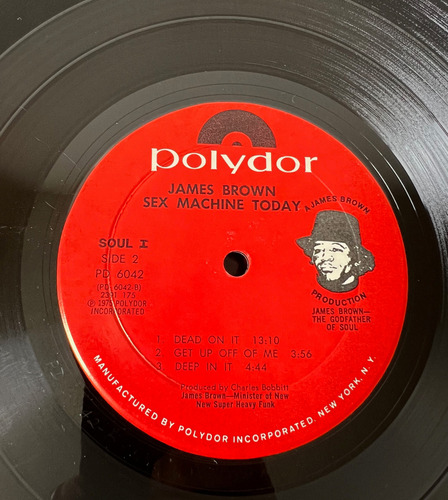 polydor
JAMES BROWN
SEX MACHINE TODAY
A JAMES BROWN
PRODUCTION
JAMES BROWN—
THE GODFATHER
OF SOUL
SOUL I
SIDE 2
PD 6042
(PD 6042-B)
2391 175
Ⓟ 1975 POLYDOR
INCORPORATED
1. DEAD ON IT 13:10
2. GET UP OFF OF ME 3:56
3. DEEP IN IT 4:44
Produced by Charles Bobbitt
James Brown—Minister of New
New Super Heavy Funk.
MANUFACTURED BY POLYDOR INCORPORATED. NEW YORK, N.Y.